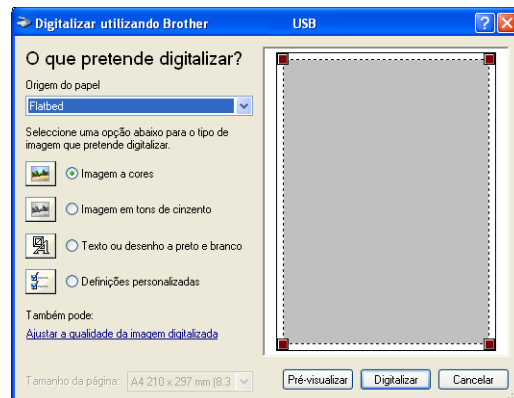 Digitalizar utilizando Brother USB
O que pretende digitalizar?
Origem do papel
Flatbed
Seleccione uma opção abaixo para o tipo de
imagem que pretende digitalizar.
Imagem a cores
Imagem em tons de cinzento
Texto ou desenho a preto e branco
Definições personalizadas
Também pode:
Ajustar a qualidade da imagem digitalizada
Tamanho da página: A4 210 x 297 mm (8.3
Pré-visualizar Digitalizar Cancelar